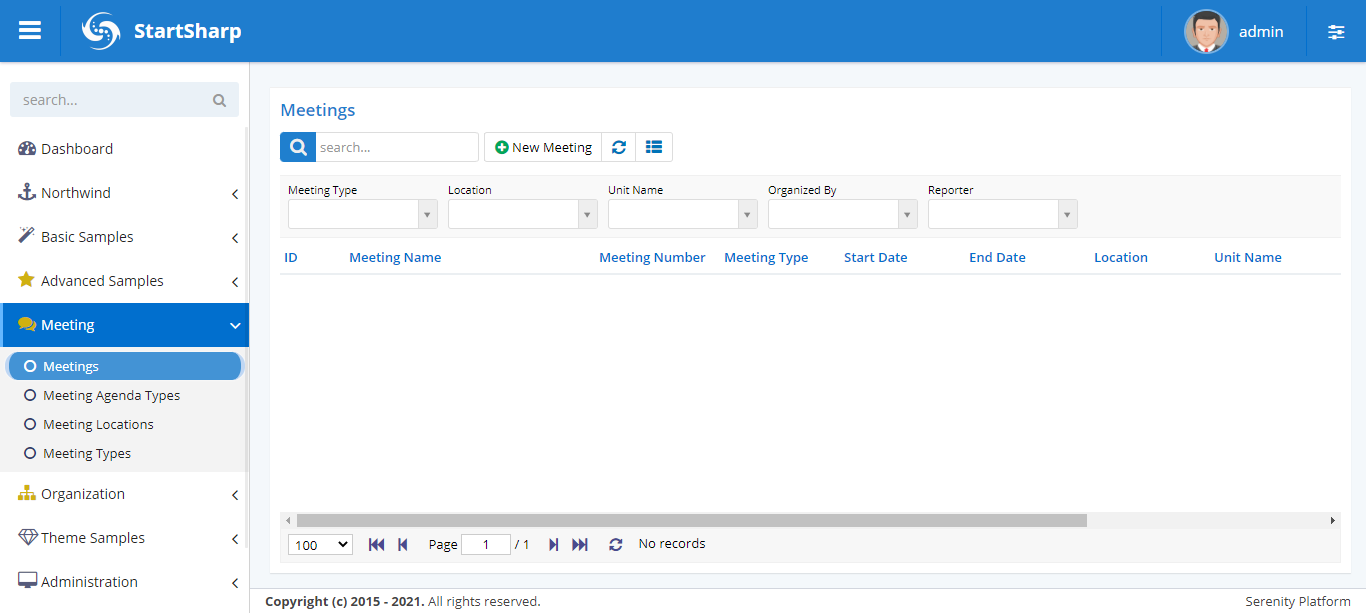 StartSharp
admin
search...
Dashboard
Northwind
Basic Samples
Advanced Samples
Meeting
Meetings
Meeting Agenda Types
Meeting Locations
Meeting Types
Organization
Theme Samples
Administration
Meetings
search...
New Meeting
Meeting Type Location Unit Name Organized By Reporter
ID Meeting Name Meeting Number Meeting Type Start Date End Date Location Unit Name
100 Page 1 / 1 No records
Copyright (c) 2015 - 2021. All rights reserved. Serenity Platform